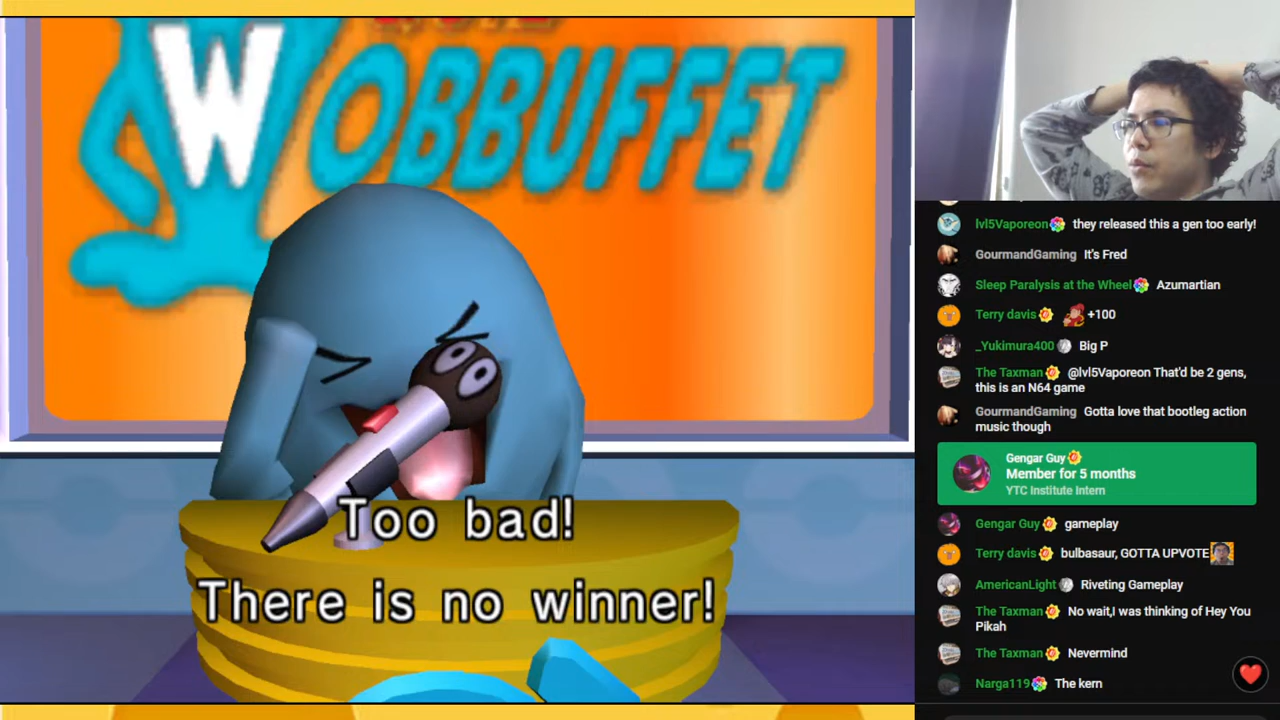 WOBBUFFET
Too bad!
There is no winner!
lvl5Vaporeon they released this a gen too early!
GourmandGaming It's Fred
Sleep Paralysis at the Wheel Azumartian
Terry davis +100
_Yukimura400 Big P
The Taxman @lvl5Vaporeon That'd be 2 gens,
this is an N64 game
GourmandGaming Gotta love that bootleg action
music though
Gengar Guy
Member for 5 months
YTC Institute Intern
Gengar Guy gameplay
Terry davis bulbasaur, GOTTA UPVOTE
AmericanLight Riveting Gameplay
The Taxman No wait,I was thinking of Hey You
Pikah
The Taxman Nevermind
Narga119 The kern